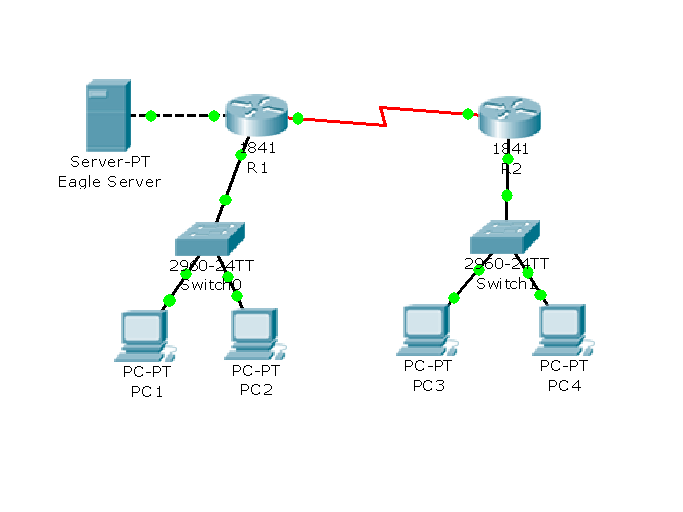 Server-PT
Eagle Server
1841
R1
1841
R2
2960-24TT
Switch0
2960-24TT
Switch1
PC-PT
PC1
PC-PT
PC2
PC-PT
PC3
PC-PT
PC4